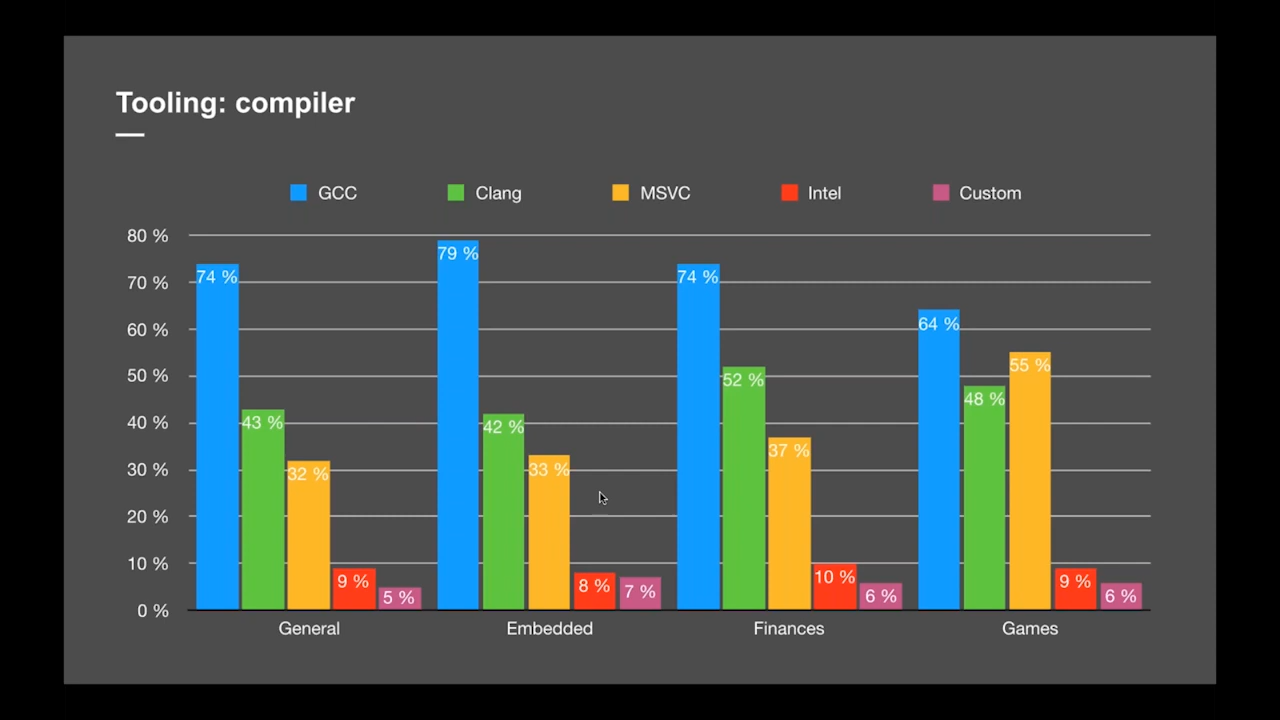 Tooling: compiler
GCC Clang MSVC Intel Custom
80 %
70 %
60 %
50 %
40 %
30 %
20 %
10 %
0 %
74 % 43 % 32 % 9 % 5 %
79 % 42 % 33 % 8 % 7 %
74 % 52 % 37 % 10 % 6 %
64 % 48 % 55 % 9 % 6 %
General Embedded Finances Games